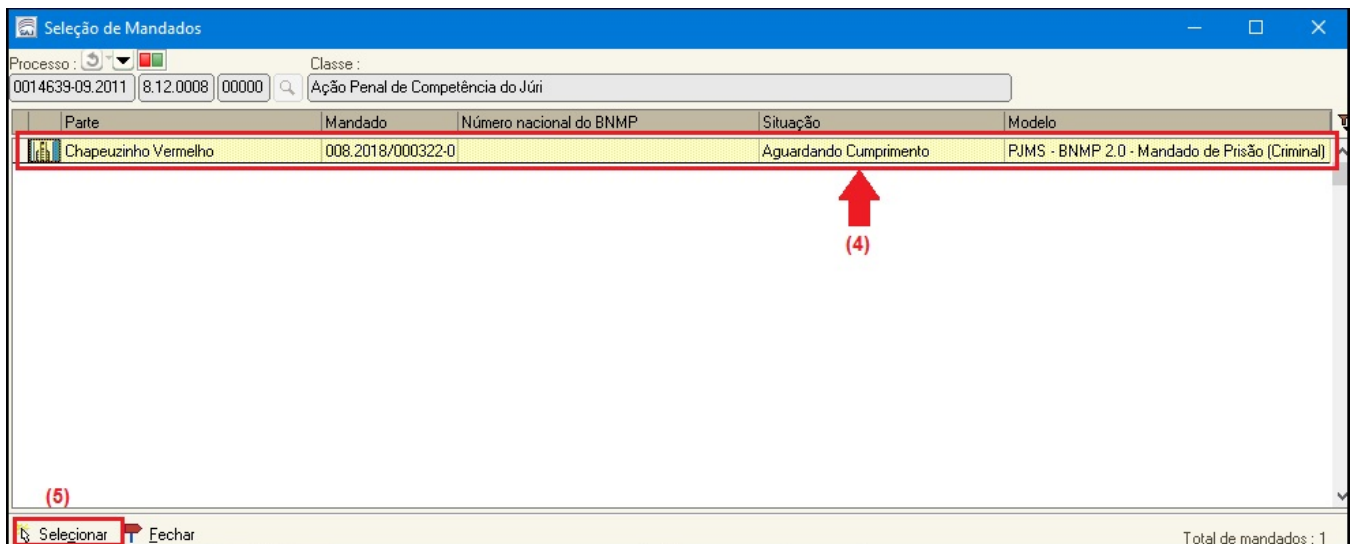 Seleção de Mandados
Processo :
Classe :
0014639-09.2011 8.12.0008 00000 Ação Penal de Competência do Júri
Parte Mandado Número nacional do BNMP Situação Modelo
Chapeuzinho Vermelho 008.2018/000322-0 Aguardando Cumprimento PJMS - BNMP 2.0 - Mandado de Prisão (Criminal)
(4)
(5)
Selecionar Fechar Total de mandados : 1